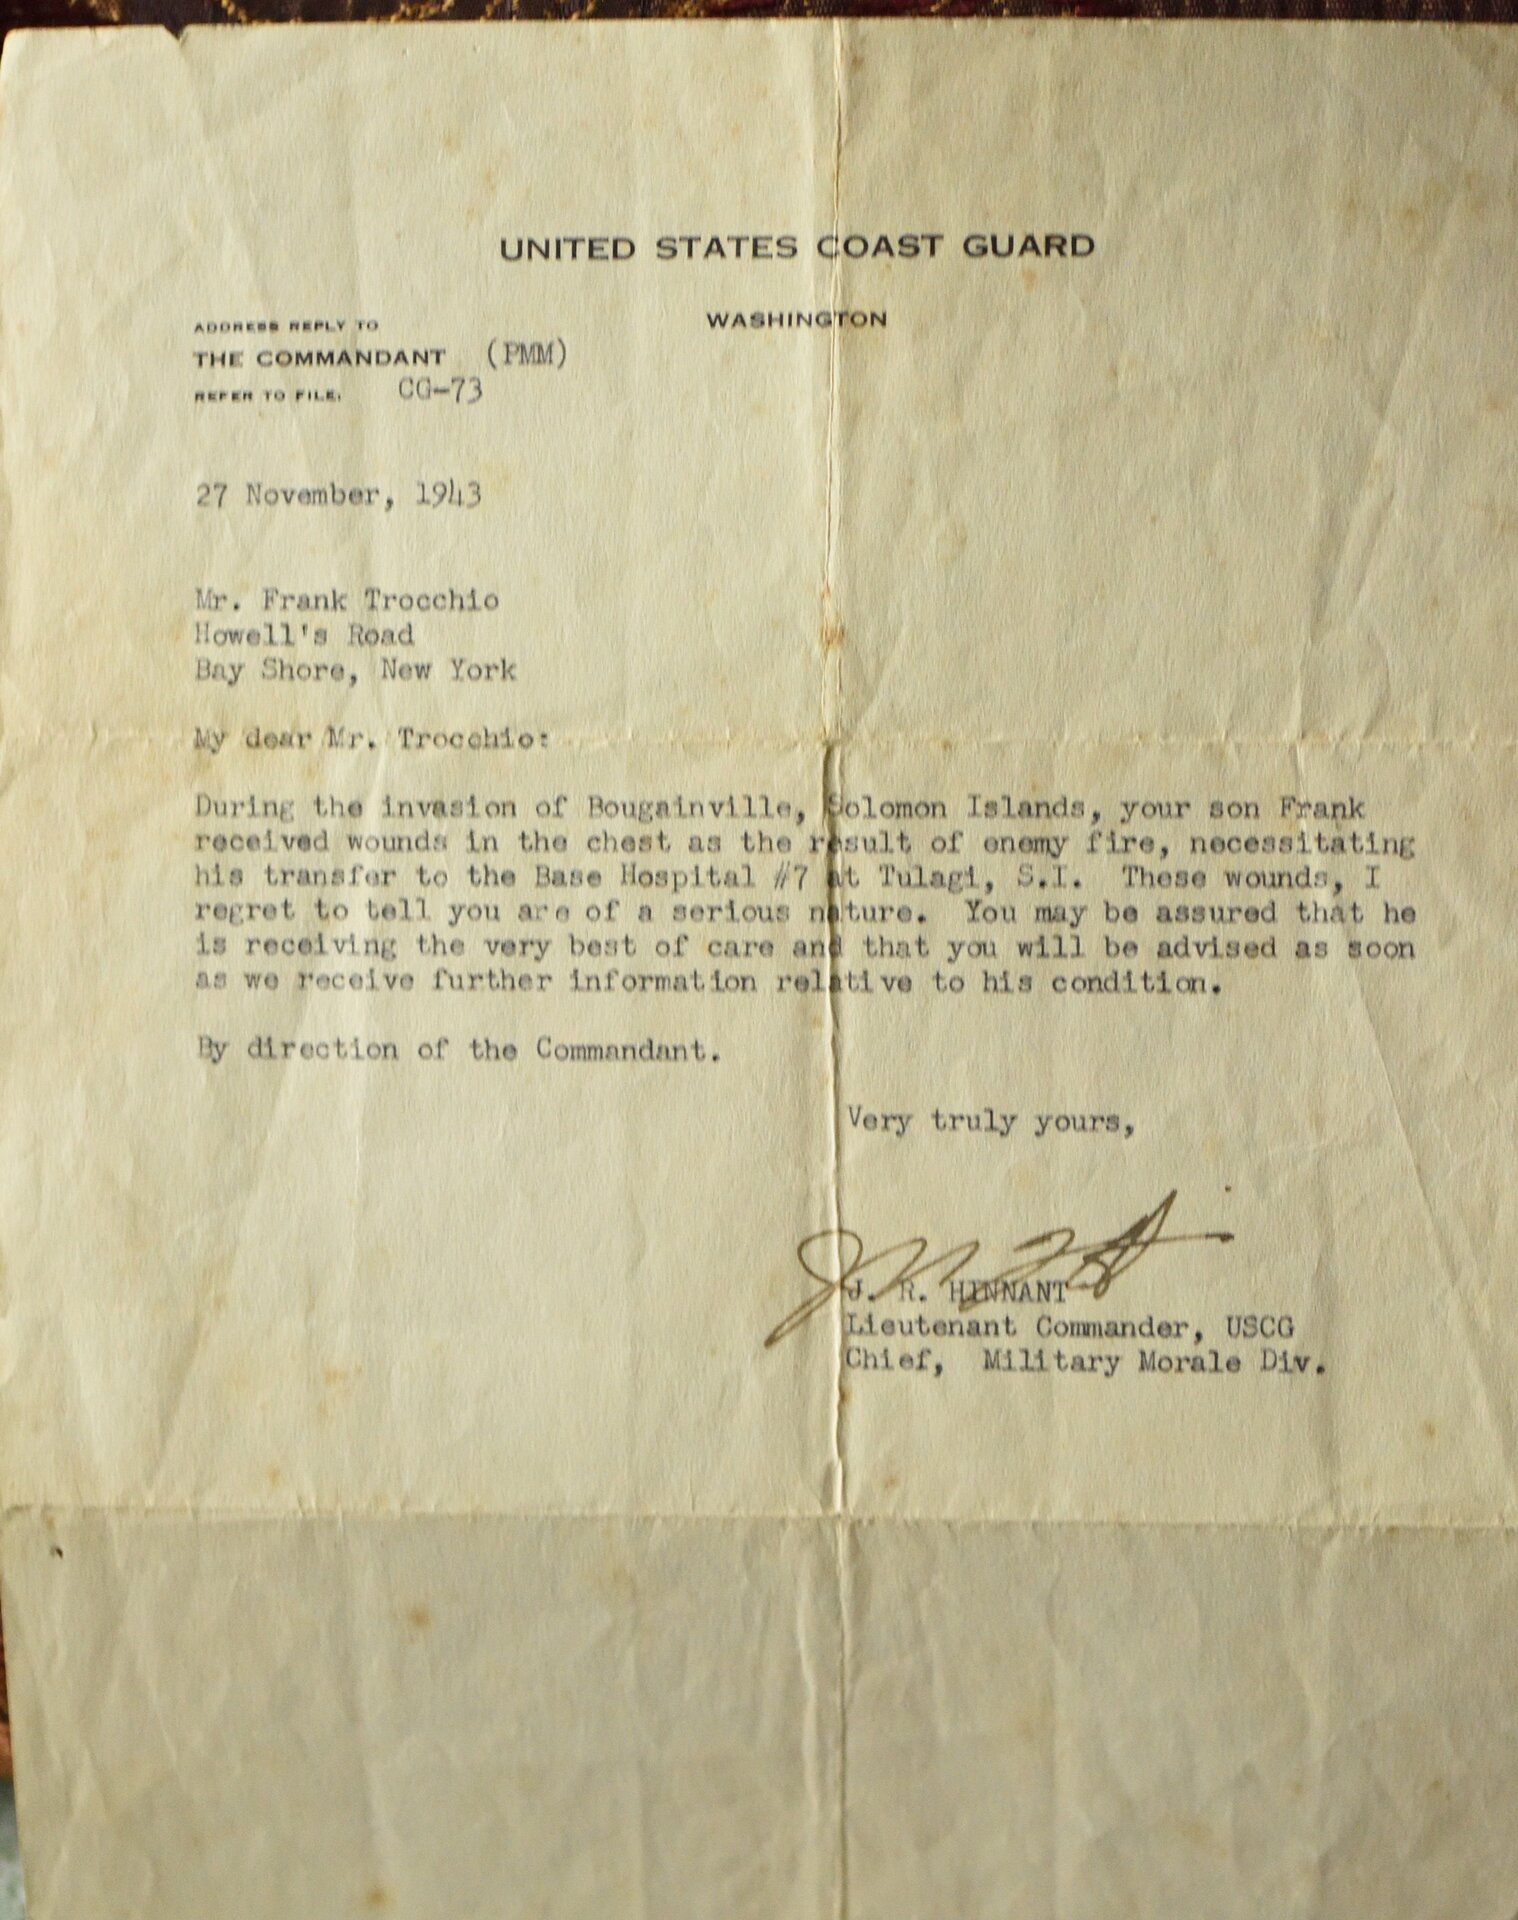 UNITED STATES COAST GUARD
WASHINGTON
ADDRESS REPLY TO
THE COMMANDANT (PMM)
REFER TO FILE: CG-73
27 November, 1943
Mr. Frank Trocchio
Howell's Road
Bay Shore, New York
My dear Mr. Trocchio:
During the invasion of Bougainville, Solomon Islands, your son Frank
received wounds in the chest as the result of enemy fire, necessitating
his transfer to the Base Hospital #7 at Tulagi, S.I. These wounds, I
regret to tell you are of a serious nature. You may be assured that he
is receiving the very best of care and that you will be advised as soon
as we receive further information relative to his condition.
By direction of the Commandant.
Very truly yours,
J. R. HINNANT
Lieutenant Commander, USCG
Chief, Military Morale Div.